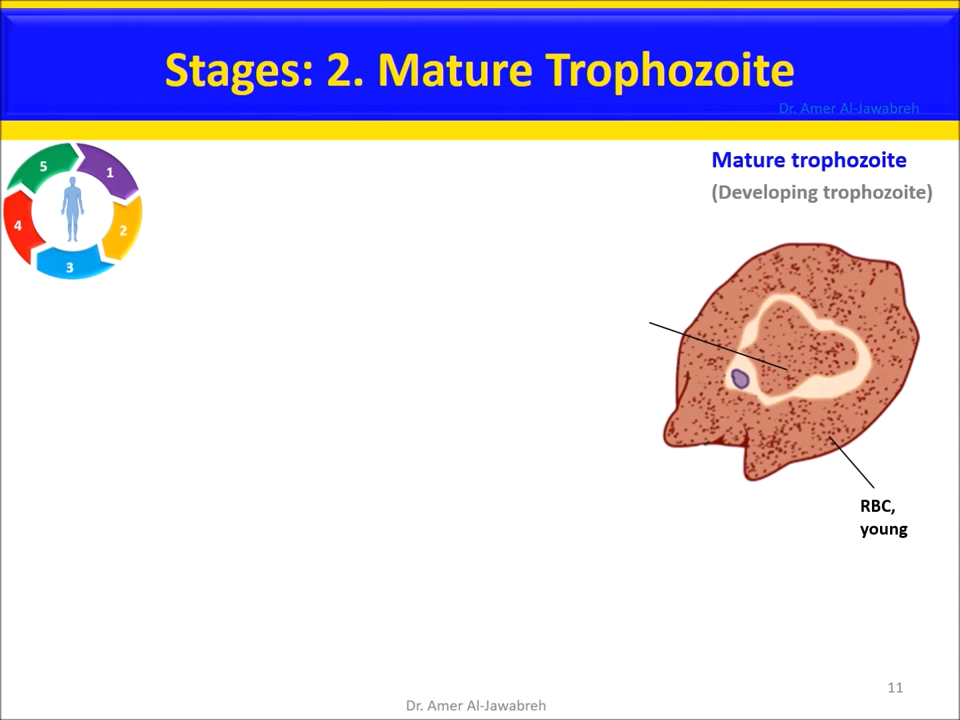 Stages: 2. Mature Trophozoite
Dr. Amer Al-Jawabreh
5
1
4
2
3
Mature trophozoite
(Developing trophozoite)
RBC,
young
11
Dr. Amer Al-Jawabreh